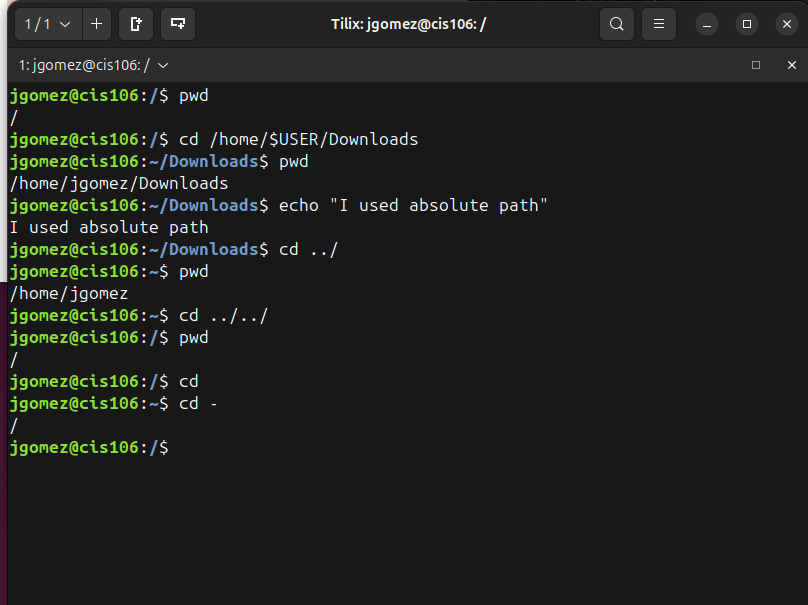 1 / 1
Tilix: jgomez@cis106: /
1: jgomez@cis106: /
jgomez@cis106:/$ pwd
/
jgomez@cis106:/$ cd /home/$USER/Downloads
jgomez@cis106:~/Downloads$ pwd
/home/jgomez/Downloads
jgomez@cis106:~/Downloads$ echo "I used absolute path"
I used absolute path
jgomez@cis106:~/Downloads$ cd ../
jgomez@cis106:~$ pwd
/home/jgomez
jgomez@cis106:~$ cd ../../
jgomez@cis106:/$ pwd
/
jgomez@cis106:/$ cd
jgomez@cis106:~$ cd -
/
jgomez@cis106:/$